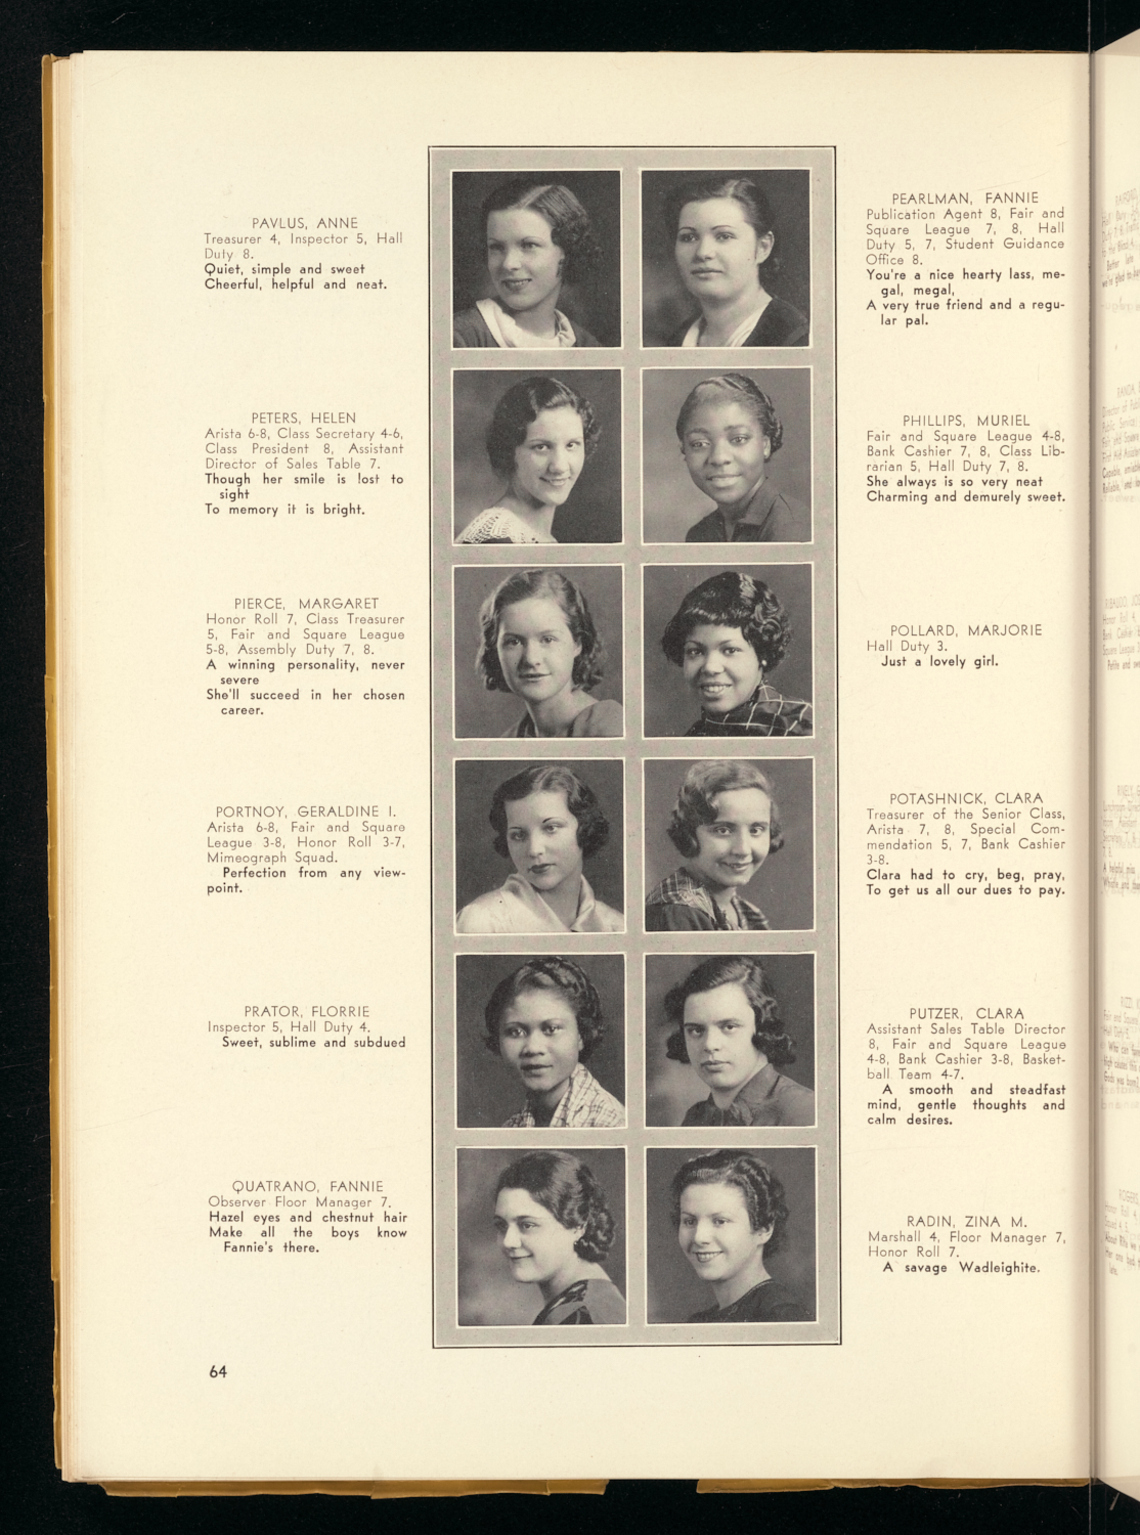 PAVLUS, ANNE
Treasurer 4, Inspector 5, Hall
Duty 8.
Quiet, simple and sweet
Cheerful, helpful and neat.
PETERS, HELEN
Arista 6-8, Class Secretary 4-6,
Class President 8, Assistant
Director of Sales Table 7.
Though her smile is lost to
sight
To memory it is bright.
PIERCE, MARGARET
Honor Roll 7, Class Treasurer
5, Fair and Square League
5-8, Assembly Duty 7, 8.
A winning personality, never
severe
She'll succeed in her chosen
career.
PORTNOY, GERALDINE I.
Arista 6-8, Fair and Square
League 3-8, Honor Roll 3-7,
Mimeograph Squad.
Perfection from any view-
point.
PRATOR, FLORRIE
Inspector 5, Hall Duty 4.
Sweet, sublime and subdued
QUATRANO, FANNIE
Observer Floor Manager 7.
Hazel eyes and chestnut hair
Make all the boys know
Fannie's there.
64
PEARLMAN, FANNIE
Publication Agent 8, Fair and
Square League 7, 8, Hall
Duty 5, 7, Student Guidance
Office 8.
You're a nice hearty lass, me-
gal, megal,
A very true friend and a regu-
lar pal.
PHILLIPS, MURIEL
Fair and Square League 4-8,
Bank Cashier 7, 8, Class Lib-
rarian 5, Hall Duty 7, 8.
She always is so very neat
Charming and demurely sweet.
POLLARD, MARJORIE
Hall Duty 3.
Just a lovely girl.
POTASHNICK, CLARA
Treasurer of the Senior Class,
Arista 7, 8, Special Com-
mendation 5, 7, Bank Cashier
3-8.
Clara had to cry, beg, pray,
To get us all our dues to pay.
PUTZER, CLARA
Assistant Sales Table Director
8, Fair and Square League
4-8, Bank Cashier 3-8, Basket-
ball Team 4-7.
A smooth and steadfast
mind, gentle thoughts and
calm desires.
RADIN, ZINA M.
Marshall 4, Floor Manager 7,
Honor Roll 7.
A savage Wadleighite.